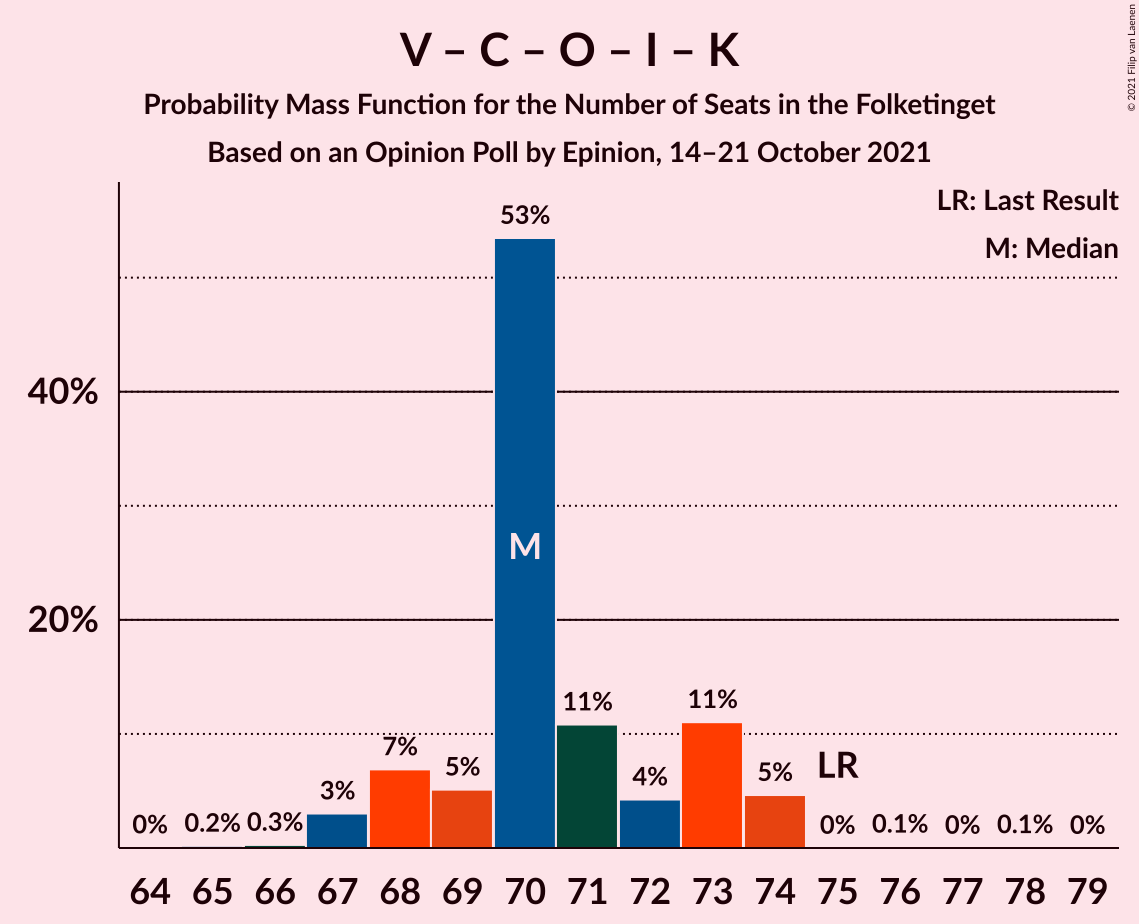 V – C – O – I – K
Probability Mass Function for the Number of Seats in the Folketinget
Based on an Opinion Poll by Epinion, 14–21 October 2021
© 2021 Filip van Laenen
LR: Last Result
M: Median
40%
20%
0% 0.2% 0.3% 3% 7% 5% 53% 11% 4% 11% 5% 0% 0.1% 0% 0.1% 0%
M
LR
64 65 66 67 68 69 70 71 72 73 74 75 76 77 78 79